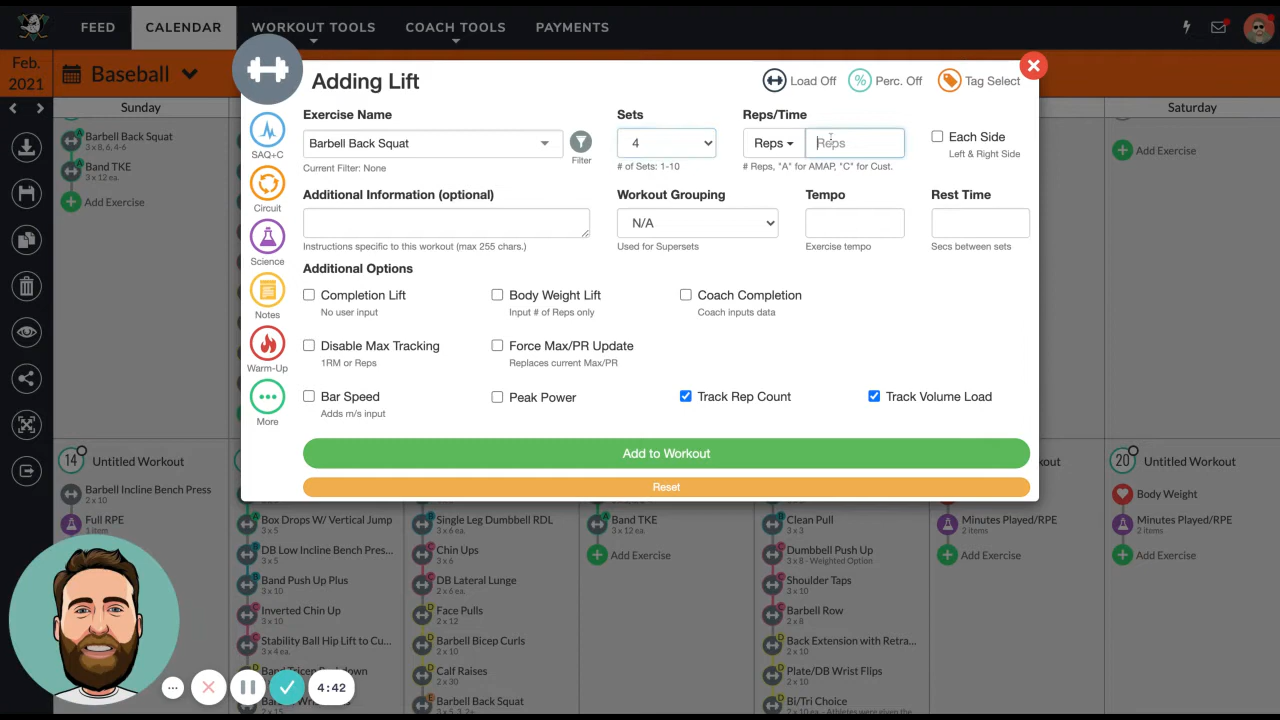 FEED
CALENDAR
WORKOUT TOOLS
COACH TOOLS
PAYMENTS
Feb.
2021
Baseball
Sunday
Saturday
Adding Lift
Load Off
% Perc. Off
Tag Select
SAQ+C
Circuit
Science
Notes
Warm-Up
More
Exercise Name
Barbell Back Squat
Current Filter: None
Filter
Sets
4
# of Sets: 1-10
Reps/Time
Reps
Reps
# Reps, "A" for AMAP, "C" for Cust.
Each Side
Left & Right Side
Additional Information (optional)
Instructions specific to this workout (max 255 chars.)
Workout Grouping
N/A
Used for Supersets
Tempo
Exercise tempo
Rest Time
Secs between sets
Additional Options
Completion Lift
No user input
Body Weight Lift
Input # of Reps only
Coach Completion
Coach inputs data
Disable Max Tracking
1RM or Reps
Force Max/PR Update
Replaces current Max/PR
Bar Speed
Adds m/s input
Peak Power
Track Rep Count
Track Volume Load
Add to Workout
Reset
A
Barbell Back Squat
3 x 8, 6, 4-6
A
Band TKE
3 x 12 ea.
Add Exercise
Add Exercise
14
Untitled Workout
Barbell Incline Bench Press
2 x 10
Full RPE
1 item
A
Box Drops W/ Vertical Jump
3 x 5
B
DB Low Incline Bench Pres...
3 x 5
B
Band Push Up Plus
3 x 10
C
Inverted Chin Up
3 x 10
C
Stability Ball Hip Lift to Cu...
3 x 4 ea.
2 x 15
Single Leg Dumbbell RDL
3 x 6 ea.
C
Chin Ups
3 x 6
C
DB Lateral Lunge
3 x 6 ea.
D
Face Pulls
2 x 12
D
Barbell Bicep Curls
2 x 10
D
Calf Raises
2 x 30
E
Barbell Back Squat
A
Band TKE
3 x 12 ea.
Add Exercise
Clean Pull
3 x 3
C
Dumbbell Push Up
3 x 8 - Weighted Option
C
Shoulder Taps
3 x 10
C
Barbell Row
2 x 8
D
Back Extension with Retra...
2 x 10
D
Plate/DB Wrist Flips
2 x 10
D
Bi/Tri Choice
2 x 10 ea - Athletes were given the
kout
Minutes Played/RPE
2 items
Add Exercise
20
Untitled Workout
Body Weight
Minutes Played/RPE
2 items
Add Exercise
4:42